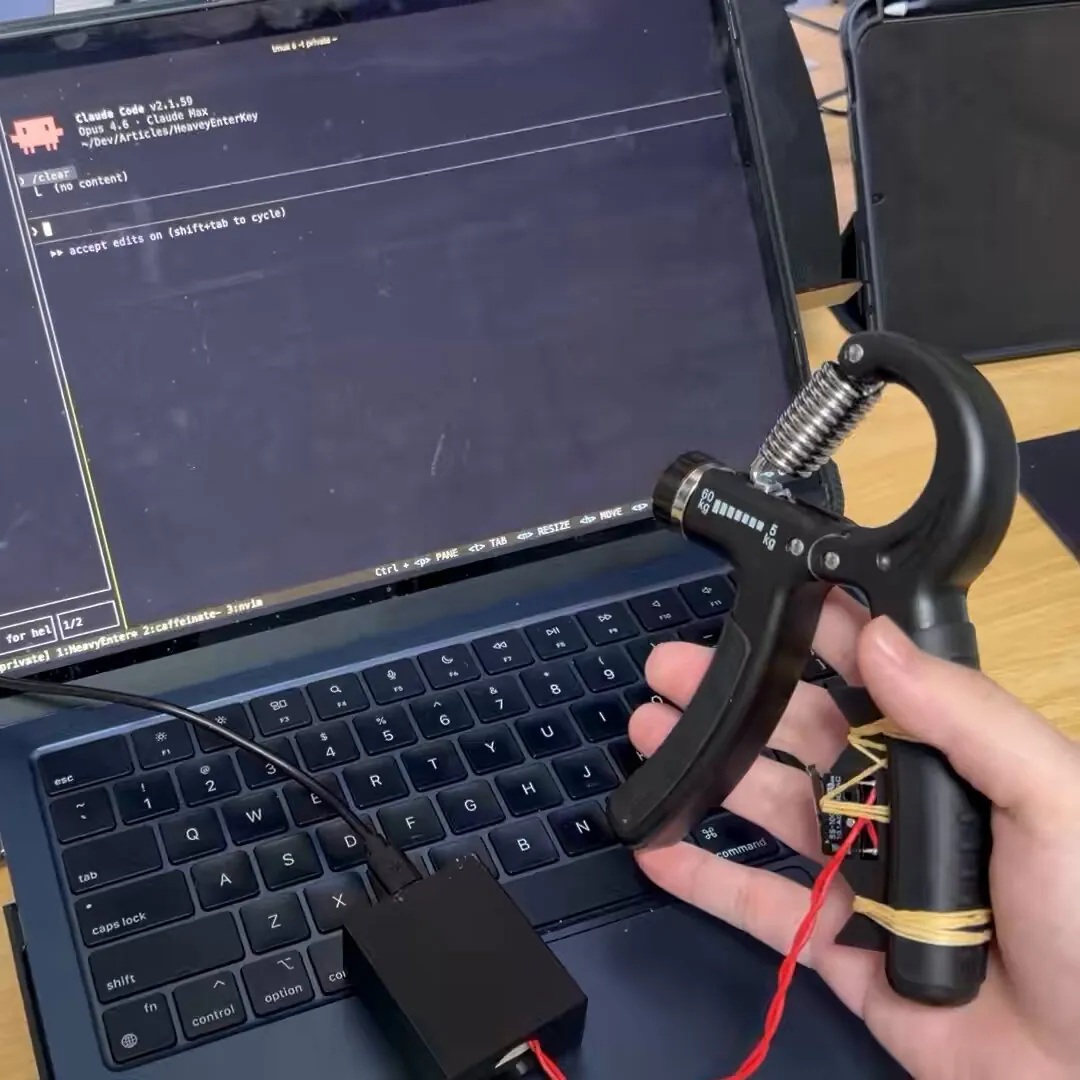 tmux a -t private ~
Claude Code v2.1.59
Opus 4.6 · Claude Max
~/Dev/Articles/HeaveyEnterKey
❯ /clear
└ (no content)
❯
▸▸ accept edits on (shift+tab to cycle)
Ctrl + <p> PANE <t> TAB <n> RESIZE <h> MOVE
for hel 1/2
private] 1:HeavyEnter* 2:caffeinate- 3:nvim
60 kg
5 kg
F1 F3 F4 F5 F6 F7 F8 F9 F10 F11
esc
~ ! 1 @ 2 3 $ 4 % 5 ^ 6 & 7 * 8 ( 9
tab Q W E R T Y U I
caps lock A S D F G H J
shift Z X B N
fn control option command